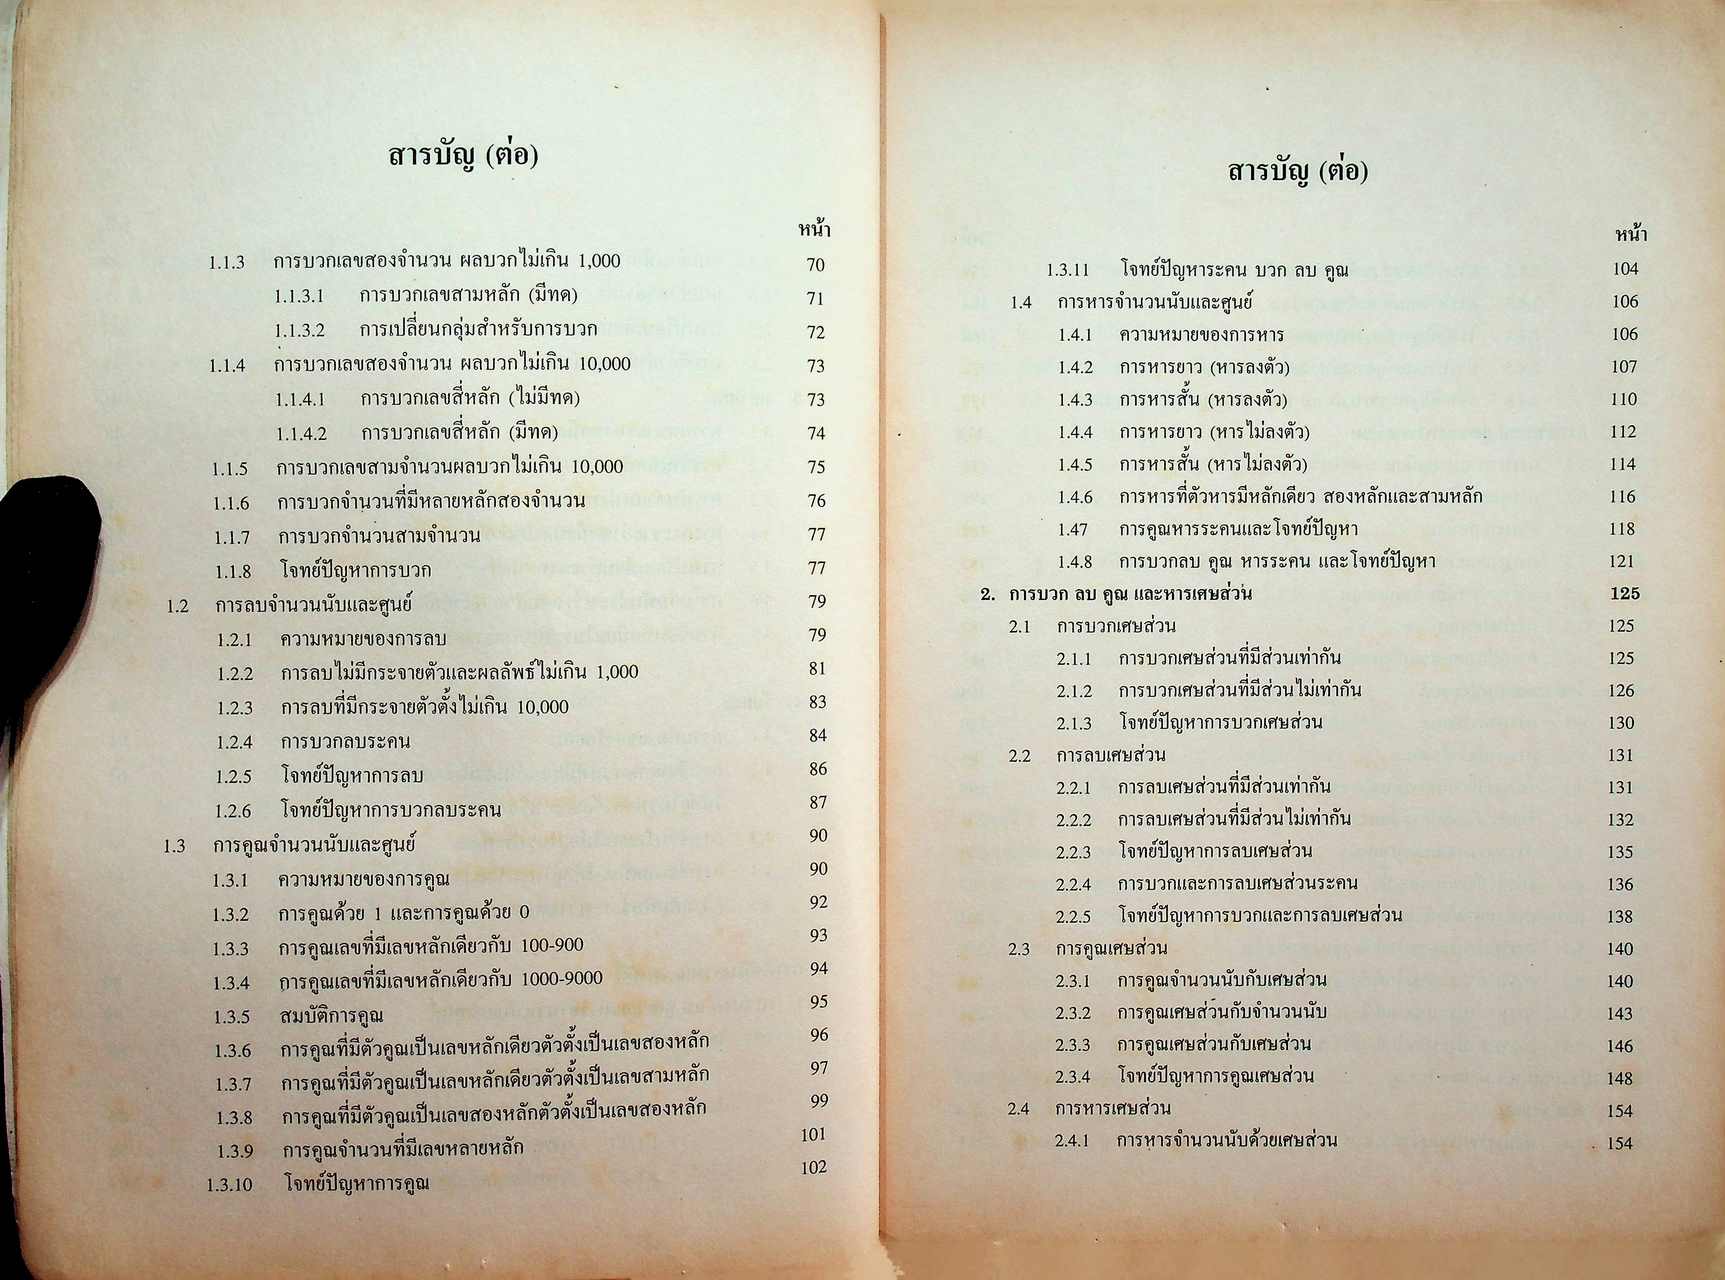 สารบัญ (ต่อ)
หน้า
1.1.3 การบวกเลขสองจำนวน ผลบวกไม่เกิน 1,000 70
1.1.3.1 การบวกเลขสามหลัก (มีทด) 71
1.1.3.2 การเปลี่ยนกลุ่มสำหรับการบวก 72
1.1.4 การบวกเลขสองจำนวน ผลบวกไม่เกิน 10,000 73
1.1.4.1 การบวกเลขสี่หลัก (ไม่มีทด) 73
1.1.4.2 การบวกเลขสี่หลัก (มีทด) 74
1.1.5 การบวกเลขสามจำนวนผลบวกไม่เกิน 10,000 75
1.1.6 การบวกจำนวนที่มีหลายหลักสองจำนวน 76
1.1.7 การบวกจำนวนสามจำนวน 77
1.1.8 โจทย์ปัญหาการบวก 77
1.2 การลบจำนวนนับและศูนย์ 79
1.2.1 ความหมายของการลบ 79
1.2.2 การลบไม่มีกระจายตัวและผลลัพธ์ไม่เกิน 1,000 81
1.2.3 การลบที่มีกระจายตัวตั้งไม่เกิน 10,000 83
1.2.4 การบวกลบระคน 84
1.2.5 โจทย์ปัญหาการลบ 86
1.2.6 โจทย์ปัญหาการบวกลบระคน 87
1.3 การคูณจำนวนนับและศูนย์ 90
1.3.1 ความหมายของการคูณ 90
1.3.2 การคูณด้วย 1 และการคูณด้วย 0 92
1.3.3 การคูณเลขที่มีเลขหลักเดียวกับ 100-900 93
1.3.4 การคูณเลขที่มีเลขหลักเดียวกับ 1000-9000 94
1.3.5 สมบัติการคูณ 95
1.3.6 การคูณที่มีตัวคูณเป็นเลขหลักเดียวตัวตั้งเป็นเลขสองหลัก 96
1.3.7 การคูณที่มีตัวคูณเป็นเลขหลักเดียวตัวตั้งเป็นเลขสามหลัก 97
1.3.8 การคูณที่มีตัวคูณเป็นเลขสองหลักตัวตั้งเป็นเลขสองหลัก 99
1.3.9 การคูณจำนวนที่มีเลขหลายหลัก 101
1.3.10 โจทย์ปัญหาการคูณ 102
สารบัญ (ต่อ)
หน้า
1.3.11 โจทย์ปัญหาระคน บวก ลบ คูณ 104
1.4 การหารจำนวนนับและศูนย์ 106
1.4.1 ความหมายของการหาร 106
1.4.2 การหารยาว (หารลงตัว) 107
1.4.3 การหารสั้น (หารลงตัว) 110
1.4.4 การหารยาว (หารไม่ลงตัว) 112
1.4.5 การหารสั้น (หารไม่ลงตัว) 114
1.4.6 การหารที่ตัวหารมีหลักเดียว สองหลักและสามหลัก 116
1.47 การคูณหารระคนและโจทย์ปัญหา 118
1.4.8 การบวกลบ คูณ หารระคน และโจทย์ปัญหา 121
2. การบวก ลบ คูณ และหารเศษส่วน 125
2.1 การบวกเศษส่วน 125
2.1.1 การบวกเศษส่วนที่มีส่วนเท่ากัน 125
2.1.2 การบวกเศษส่วนที่มีส่วนไม่เท่ากัน 126
2.1.3 โจทย์ปัญหาการบวกเศษส่วน 130
2.2 การลบเศษส่วน 131
2.2.1 การลบเศษส่วนที่มีส่วนเท่ากัน 131
2.2.2 การลบเศษส่วนที่มีส่วนไม่เท่ากัน 132
2.2.3 โจทย์ปัญหาการลบเศษส่วน 135
2.2.4 การบวกและการลบเศษส่วนระคน 136
2.2.5 โจทย์ปัญหาการบวกและการลบเศษส่วน 138
2.3 การคูณเศษส่วน 140
2.3.1 การคูณจำนวนนับกับเศษส่วน 140
2.3.2 การคูณเศษส่วนกับจำนวนนับ 143
2.3.3 การคูณเศษส่วนกับเศษส่วน 146
2.3.4 โจทย์ปัญหาการคูณเศษส่วน 148
2.4 การหารเศษส่วน 154
2.4.1 การหารจำนวนนับด้วยเศษส่วน 154